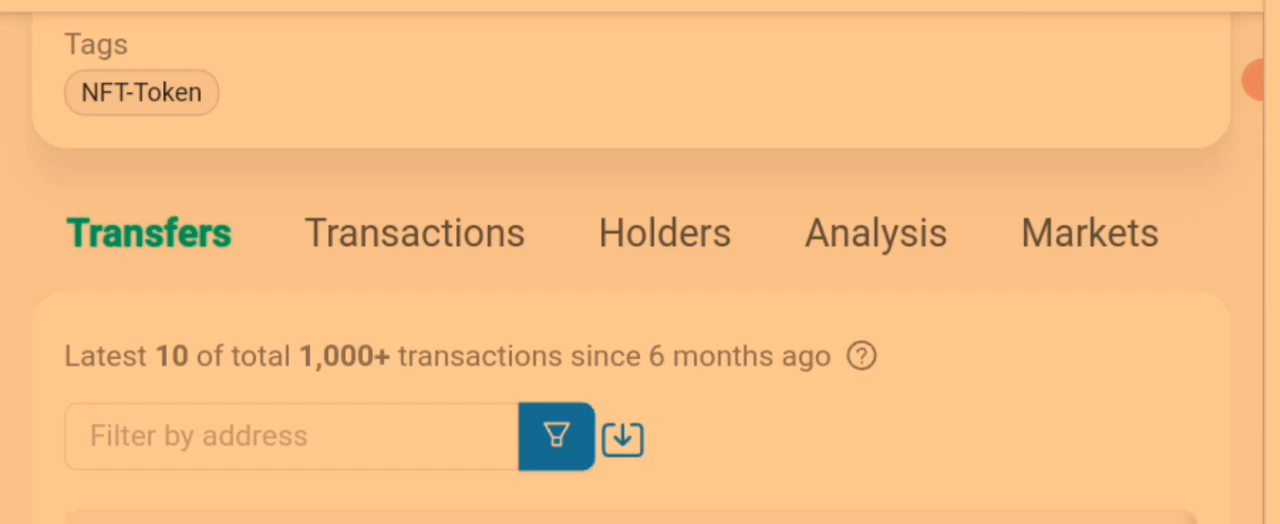 Tags
NFT-Token
Transfers Transactions Holders Analysis Markets
Latest 10 of total 1,000+ transactions since 6 months ago ?
Filter by address